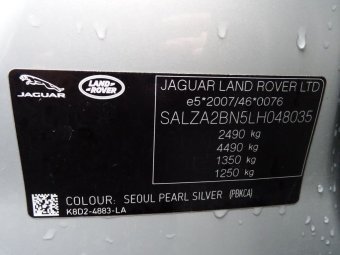 JAGUAR
LAND ROVER
JAGUAR LAND ROVER LTD
e5*2007/46*0076
SALZA2BN5LH048035
2490 kg
4490 kg
1350 kg
1250 kg
COLOUR: SEOUL PEARL SILVER (PBKCA)
K8D2-4883-LA